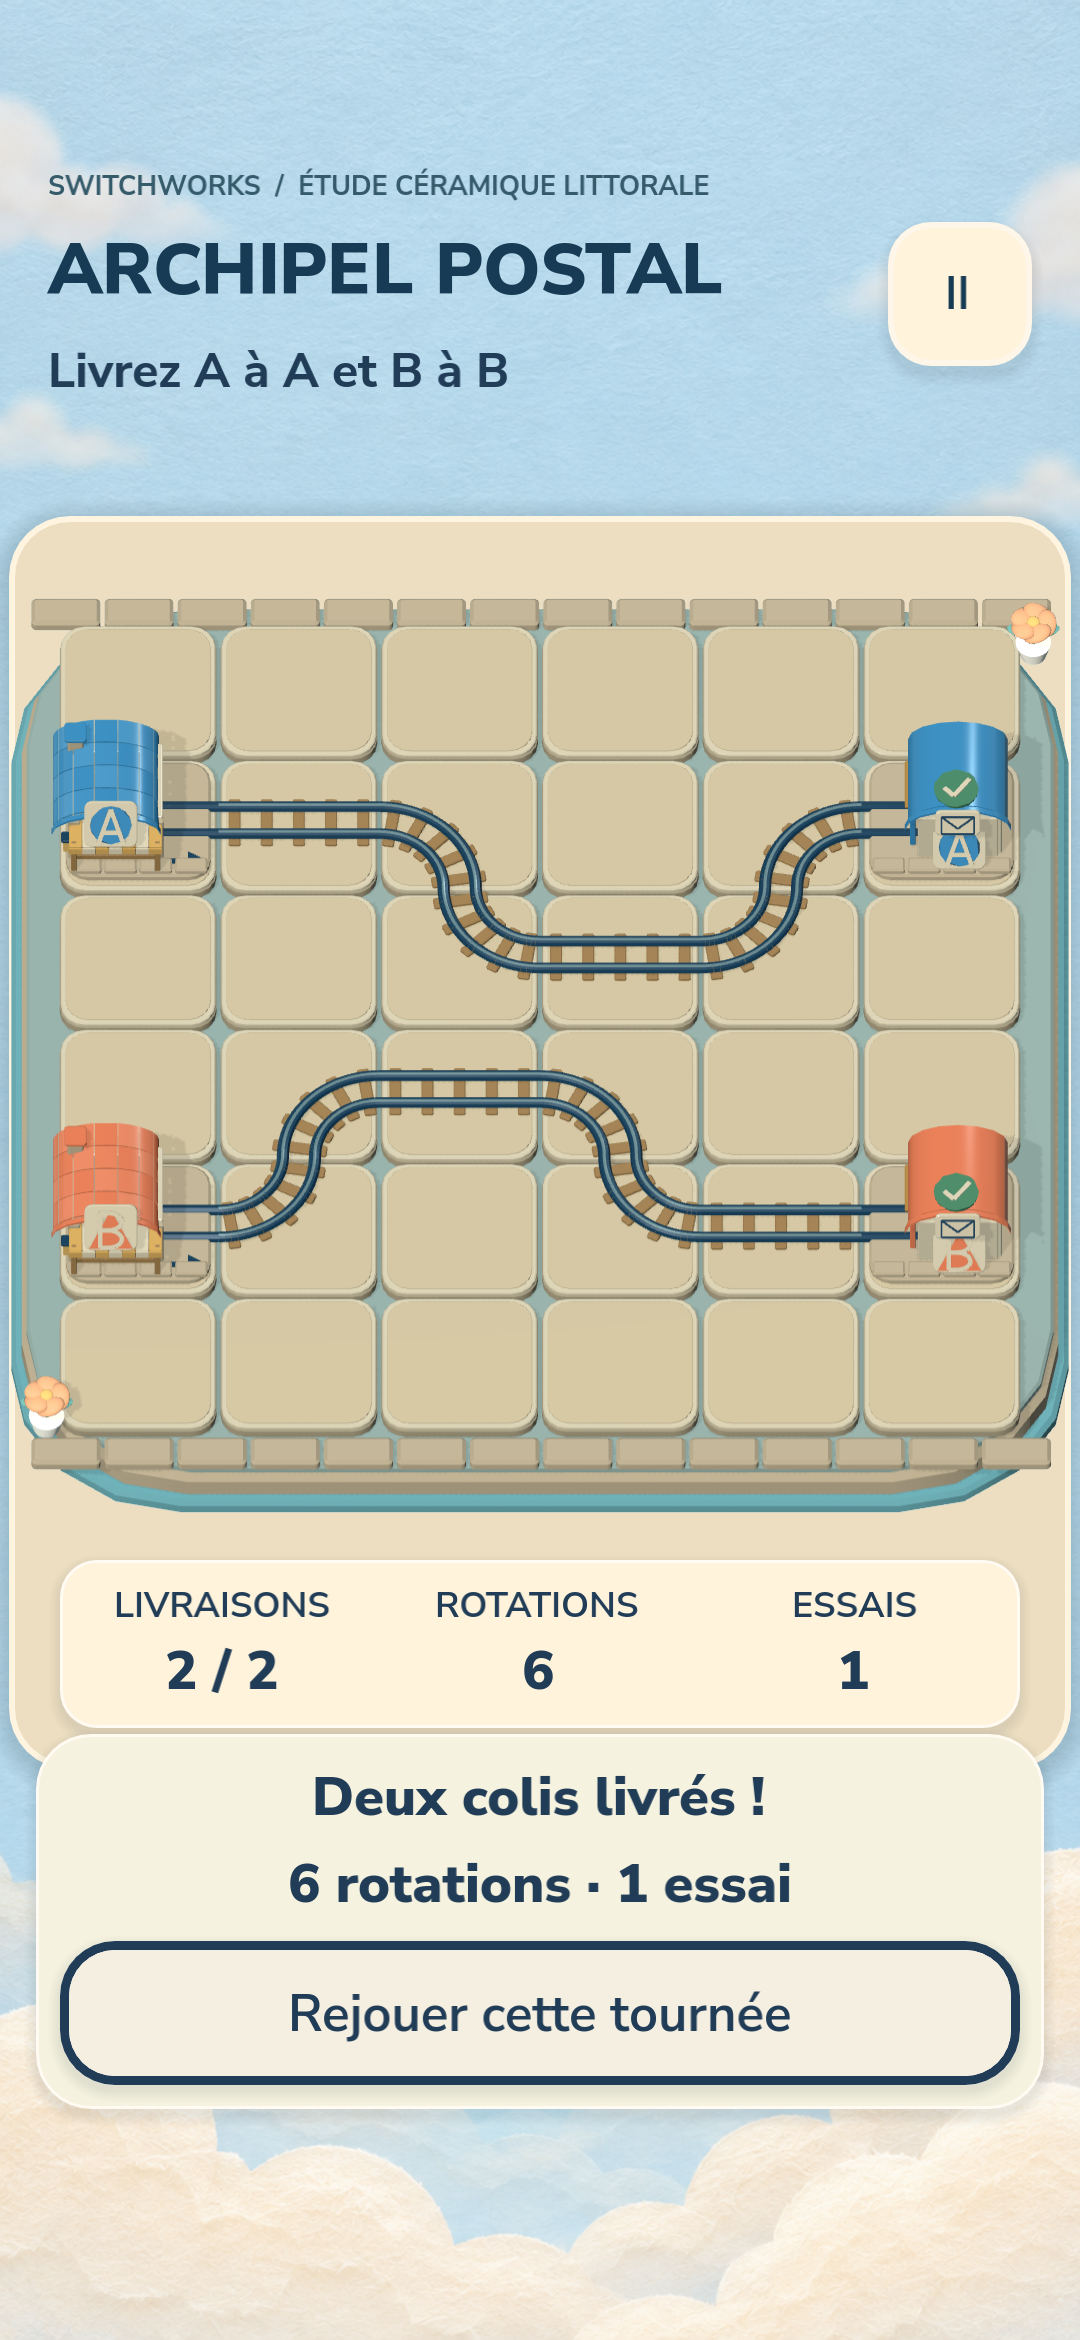 SWITCHWORKS / ÉTUDE CÉRAMIQUE LITTORALE
ARCHIPEL POSTAL
Livrez A à A et B à B
A
A
B
B
LIVRAISONS ROTATIONS ESSAIS
2 / 2 6 1
Deux colis livrés !
6 rotations · 1 essai
Rejouer cette tournée